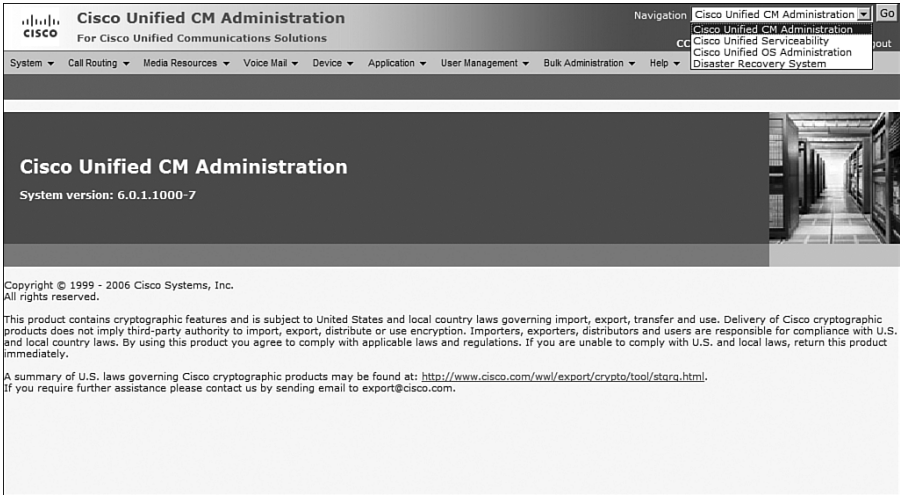 CISCO
Cisco Unified CM Administration
For Cisco Unified Communications Solutions
Navigation Cisco Unified CM Administration Go
Cisco Unified CM Administration
Cisco Unified Serviceability
Cisco Unified OS Administration
Disaster Recovery System
System Call Routing Media Resources Voice Mail Device Application User Management Bulk Administration Help
Cisco Unified CM Administration
System version: 6.0.1.1000-7
Copyright © 1999 - 2006 Cisco Systems, Inc.
All rights reserved.
This product contains cryptographic features and is subject to United States and local country laws governing import, export, transfer and use. Delivery of Cisco cryptographic
products does not imply third-party authority to import, export, distribute or use encryption. Importers, exporters, distributors and users are responsible for compliance with U.S.
and local country laws. By using this product you agree to comply with applicable laws and regulations. If you are unable to comply with U.S. and local laws, return this product
immediately.
A summary of U.S. laws governing Cisco cryptographic products may be found at: http://www.cisco.com/wwl/export/crypto/tool/stqrg.html.
If you require further assistance please contact us by sending email to export@cisco.com.